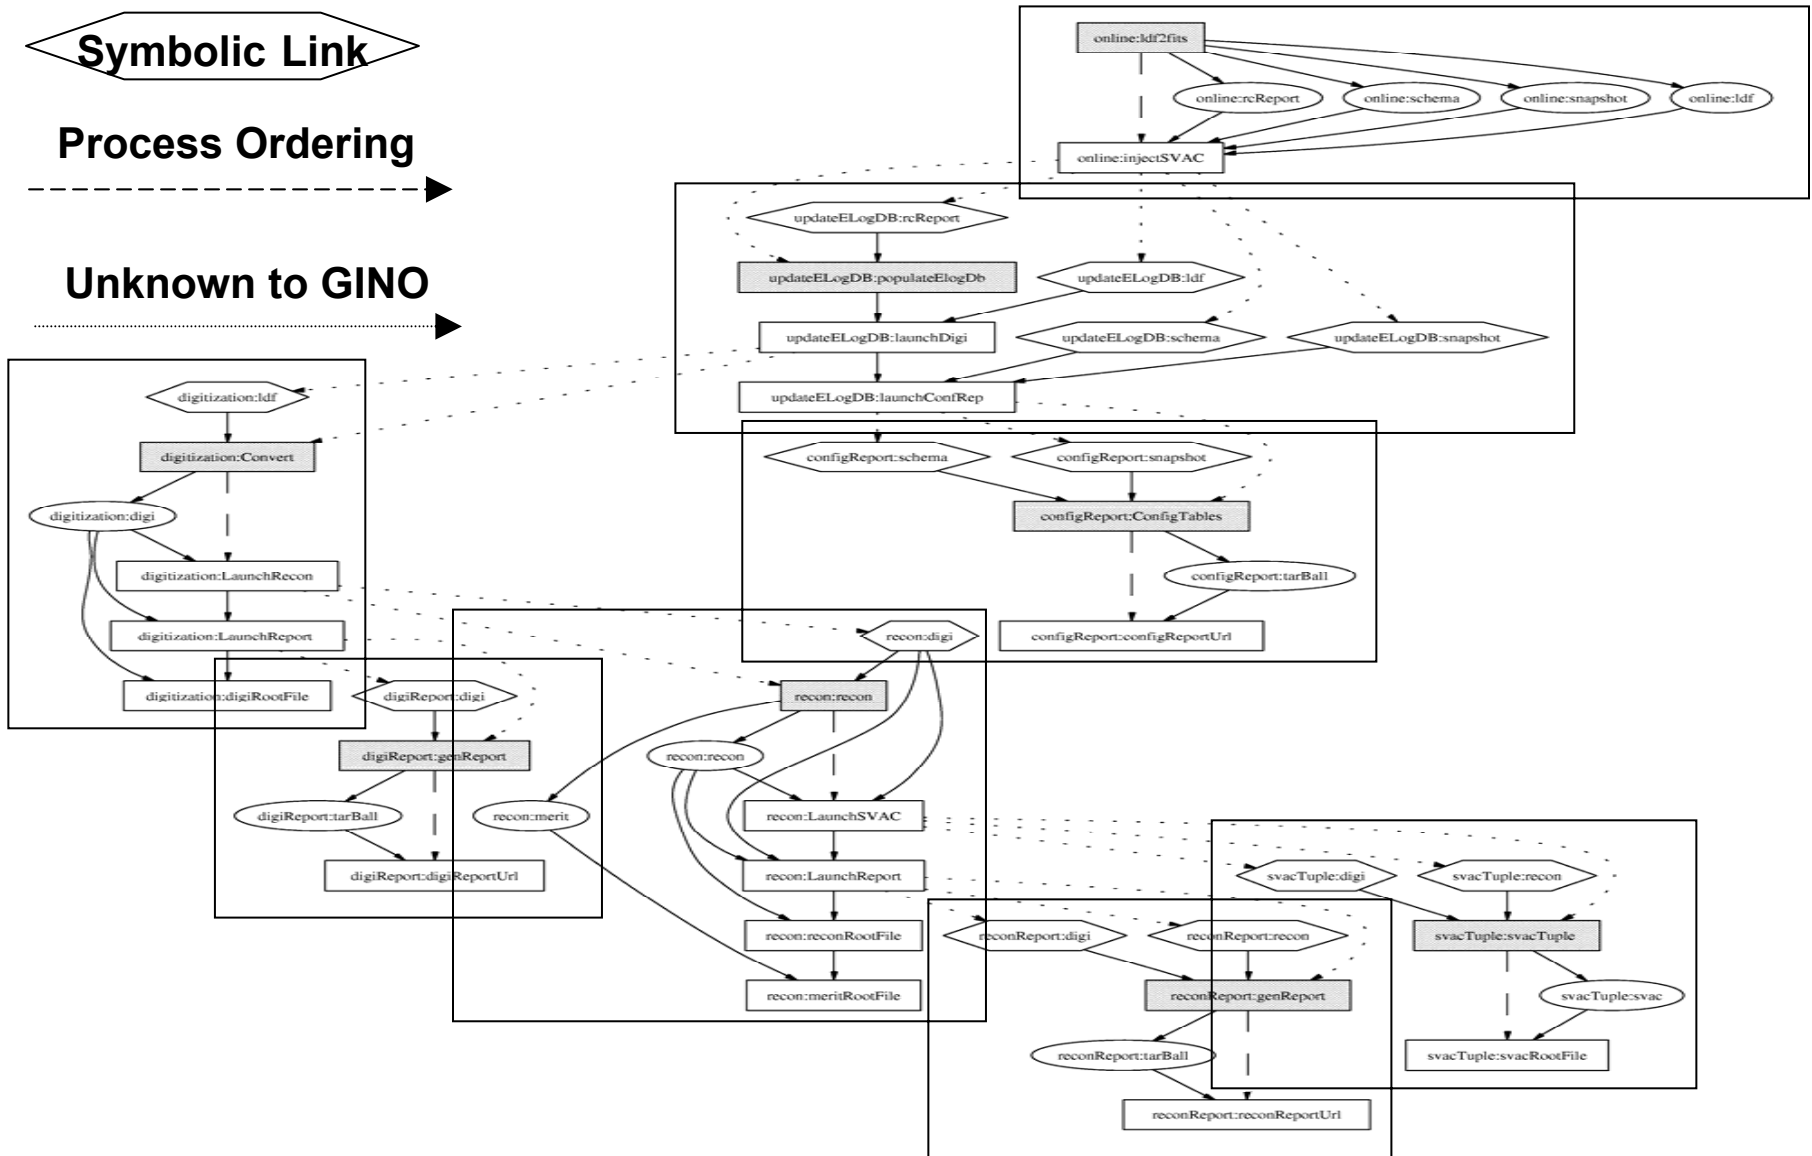 Symbolic Link
Process Ordering
Unknown to GINO
online:ldf2fits
online:rcReport
online:schema
online:snapshot
online:ldf
online:injectSVAC
updateELogDB:rcReport
updateELogDB:populateElogDb
updateELogDB:ldf
updateELogDB:launchDigi
updateELogDB:schema
updateELogDB:snapshot
updateELogDB:launchConfRep
digitization:ldf
digitization:Convert
digitization:digi
digitization:LaunchRecon
digitization:LaunchReport
digitization:digiRootFile
configReport:schema
configReport:snapshot
configReport:ConfigTables
configReport:tarBall
configReport:configReportUrl
digiReport:digi
digiReport:genReport
digiReport:tarBall
digiReport:digiReportUrl
recon:digi
recon:recon
recon:recon
recon:merit
recon:LaunchSVAC
recon:LaunchReport
recon:reconRootFile
recon:meritRootFile
svacTuple:digi
svacTuple:recon
svacTuple:svacTuple
svacTuple:svac
svacTuple:svacRootFile
reconReport:digi
reconReport:recon
reconReport:genReport
reconReport:tarBall
reconReport:reconReportUrl